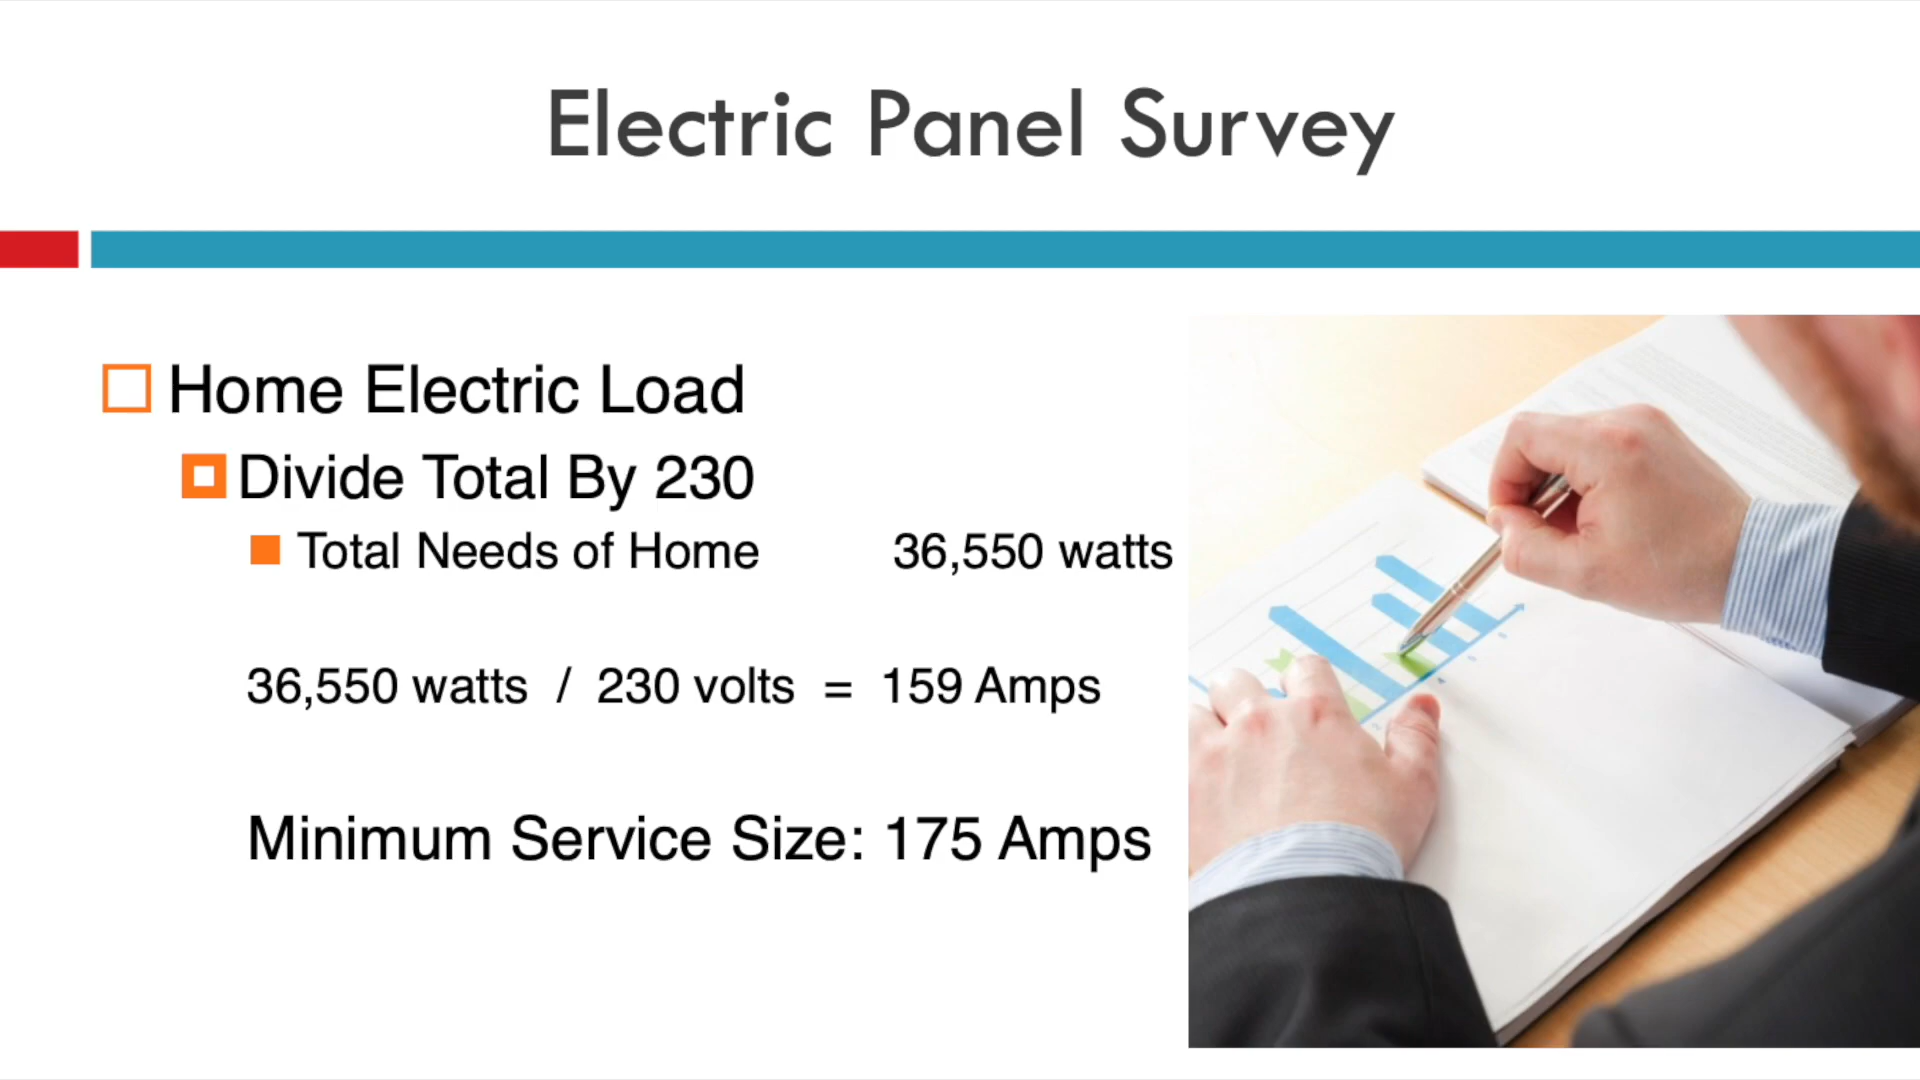 Electric Panel Survey
Home Electric Load
Divide Total By 230
Total Needs of Home 36,550 watts
36,550 watts / 230 volts = 159 Amps
Minimum Service Size: 175 Amps